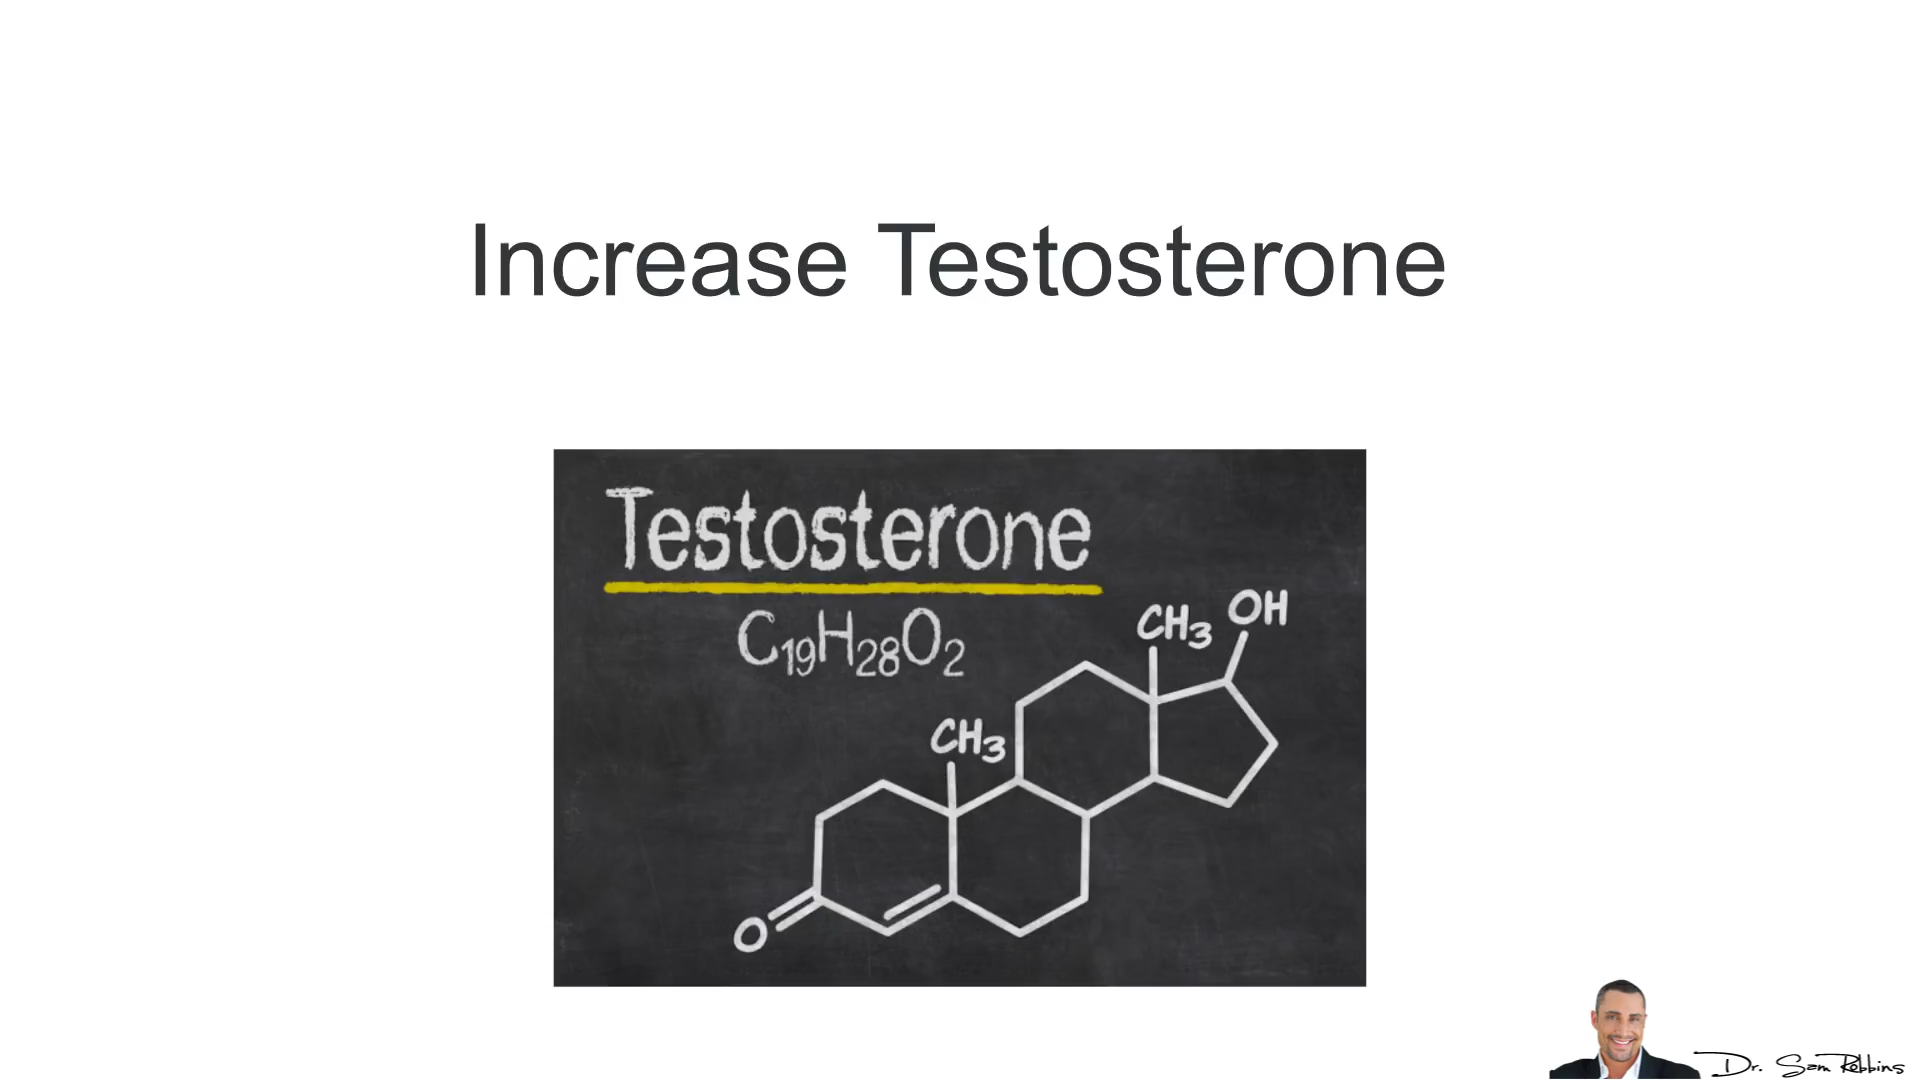 Increase Testosterone
Testosterone
C₁₉H₂₈O₂
OH
CH₃
CH₃
O
Dr. Sam Robbins